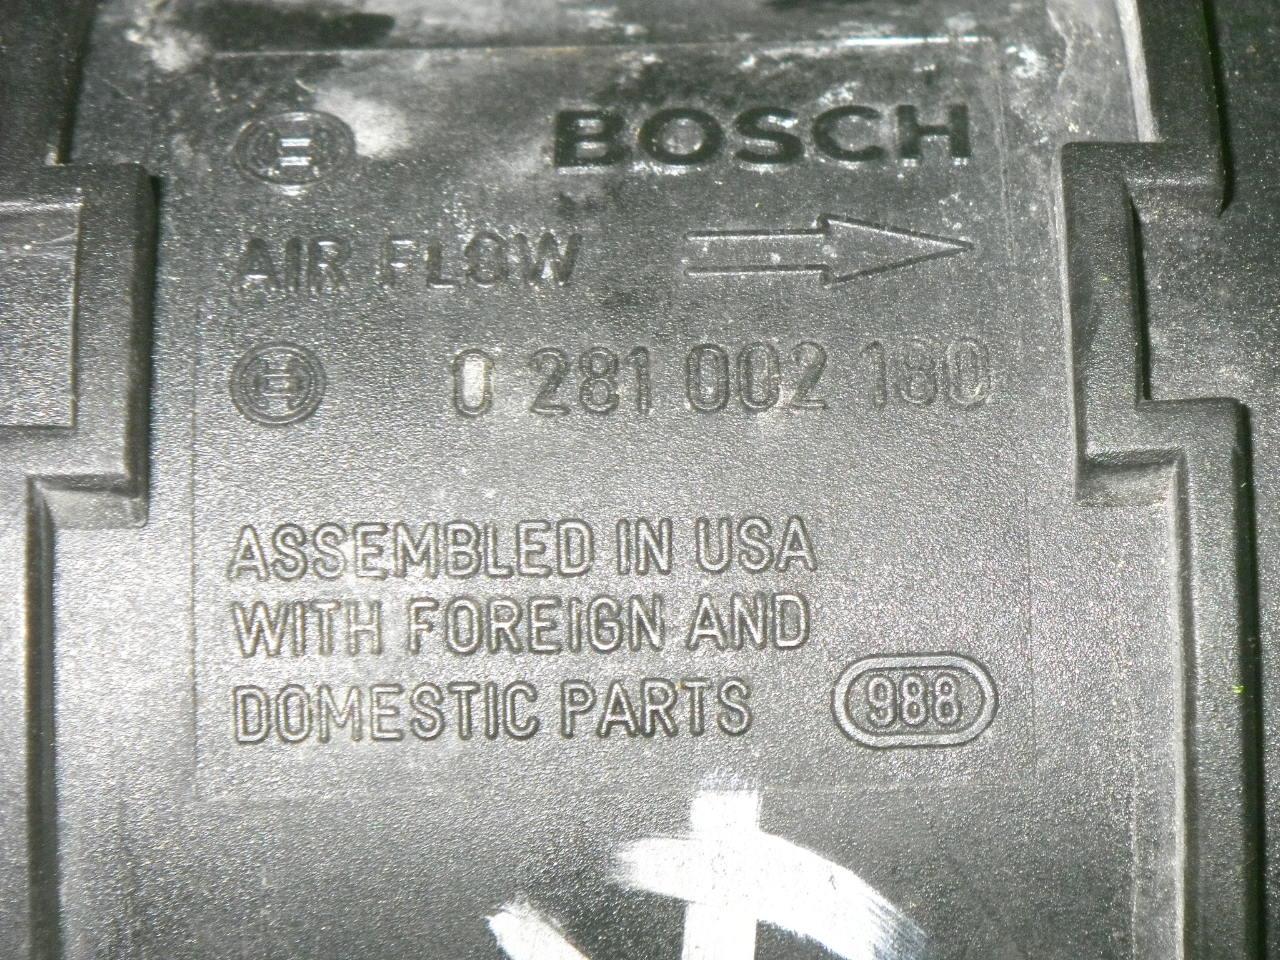 BOSCH
AIR FLOW
0 281 002 180
ASSEMBLED IN USA
WITH FOREIGN AND
DOMESTIC PARTS
988